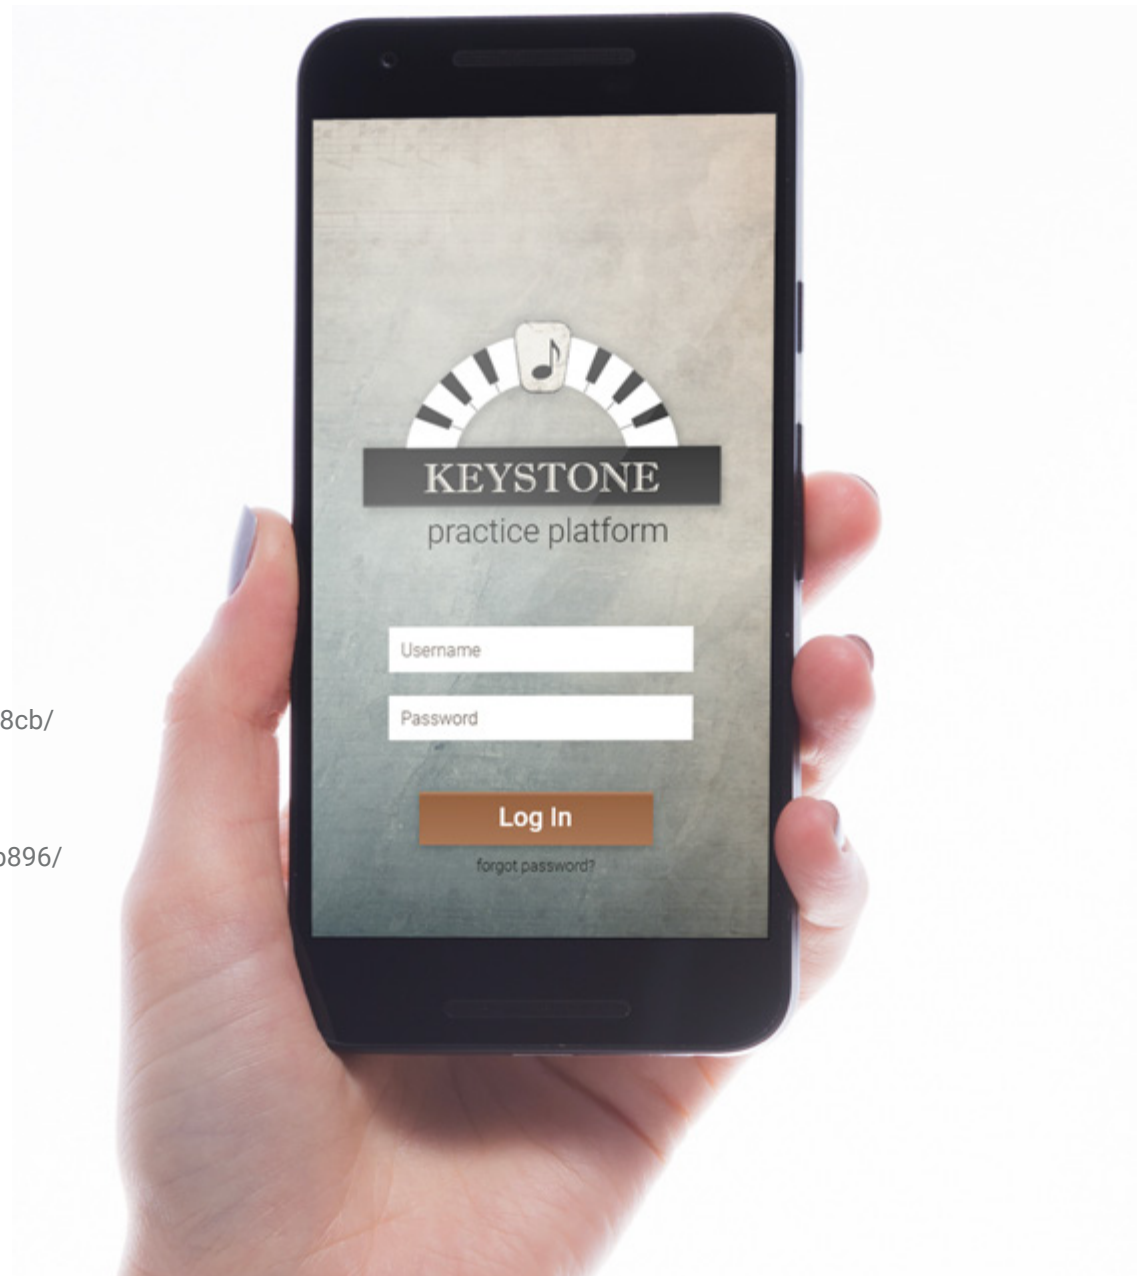 KEYSTONE
practice platform
Username
Password
8cb/
Log In
b896/
forgot password?